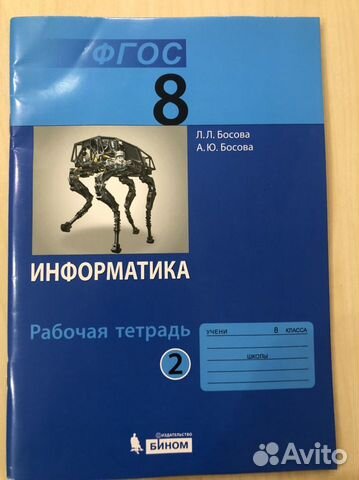 ФГОС
8
Л.Л. Босова
А.Ю. Босова
ИНФОРМАТИКА
Рабочая тетрадь
2
УЧЕНИ 8 КЛАССА
ШКОЛЫ
ИЗДАТЕЛЬСТВО
БИНОМ
Avito